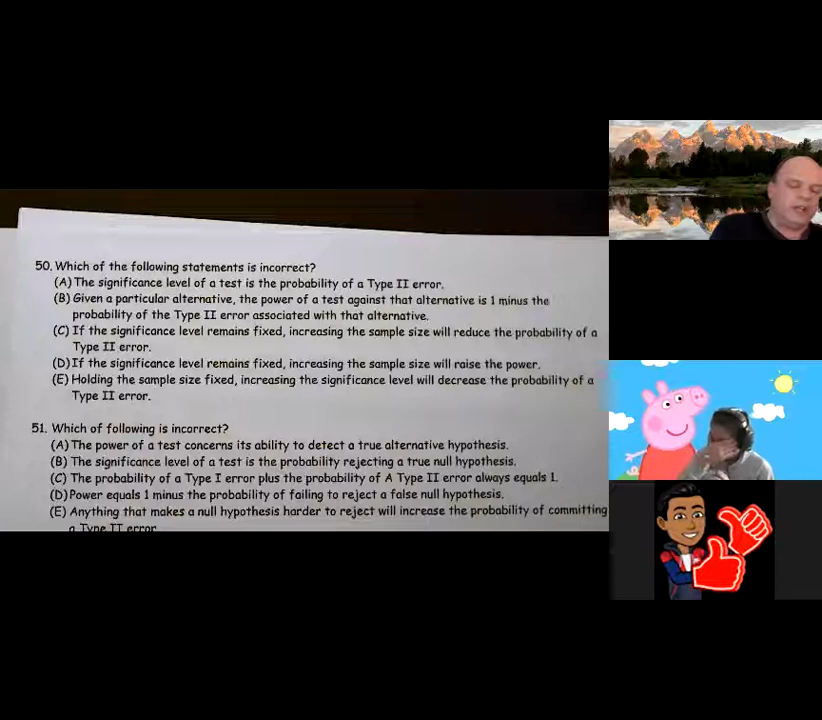 50. Which of the following statements is incorrect?
(A) The significance level of a test is the probability of a Type II error.
(B) Given a particular alternative, the power of a test against that alternative is 1 minus the
probability of the Type II error associated with that alternative.
(C) If the significance level remains fixed, increasing the sample size will reduce the probability of a
Type II error.
(D) If the significance level remains fixed, increasing the sample size will raise the power.
(E) Holding the sample size fixed, increasing the significance level will decrease the probability of a
Type II error.
51. Which of following is incorrect?
(A) The power of a test concerns its ability to detect a true alternative hypothesis.
(B) The significance level of a test is the probability rejecting a true null hypothesis.
(C) The probability of a Type I error plus the probability of A Type II error always equals 1.
(D) Power equals 1 minus the probability of failing to reject a false null hypothesis.
(E) Anything that makes a null hypothesis harder to reject will increase the probability of committing
a Type II error